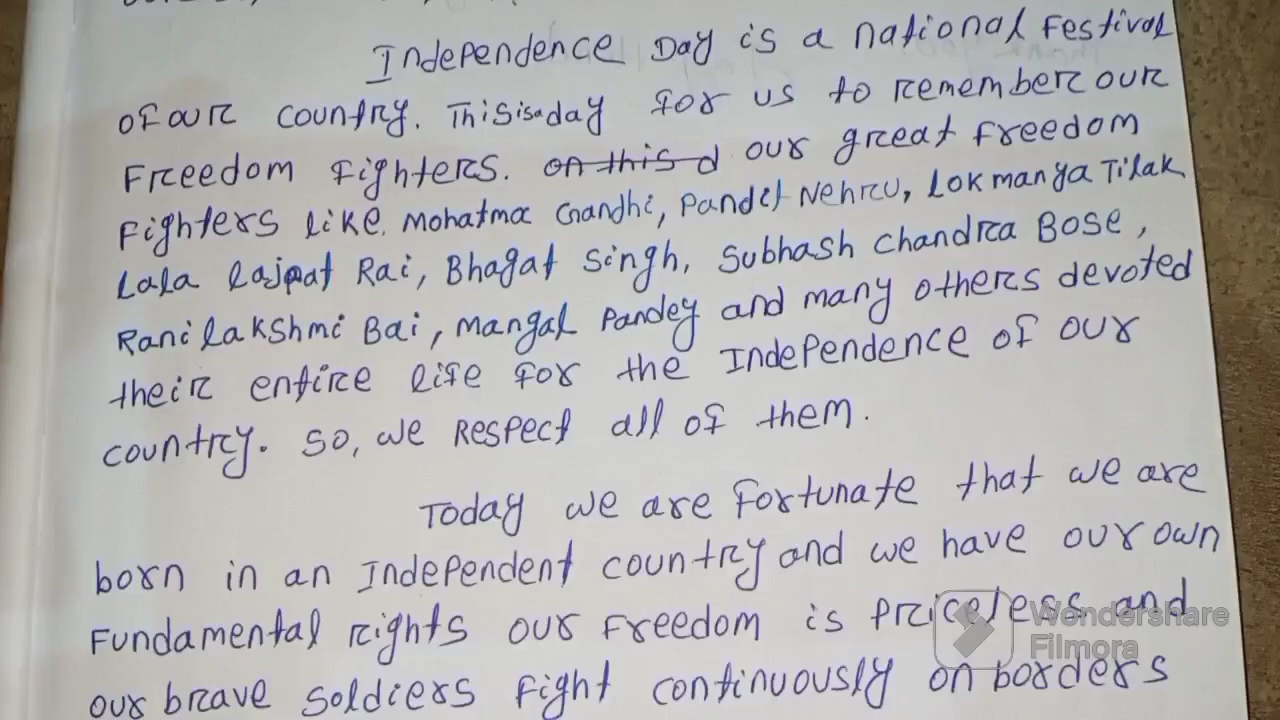 Independence Day is a national Festival
of our country. This is a day for us to remember our
Freedom Fighters. on this d our great freedom
Fighters like. Mohatma Gandhi, Pandit Nehru, Lokmanya Tilak
Lala Lajpat Rai, Bhagat Singh, Subhash Chandra Bose,
Rani Lakshmi Bai, Mangal Pandey and many others devoted
their entire life for the Independence of our
country. So, we Respect all of them.
Today we are Fortunate that we are
born in an Independent country and we have our own
Fundamental rights our Freedom is Priceless and
our brave soldiers Fight continuously on borders
Wondershare
Filmora